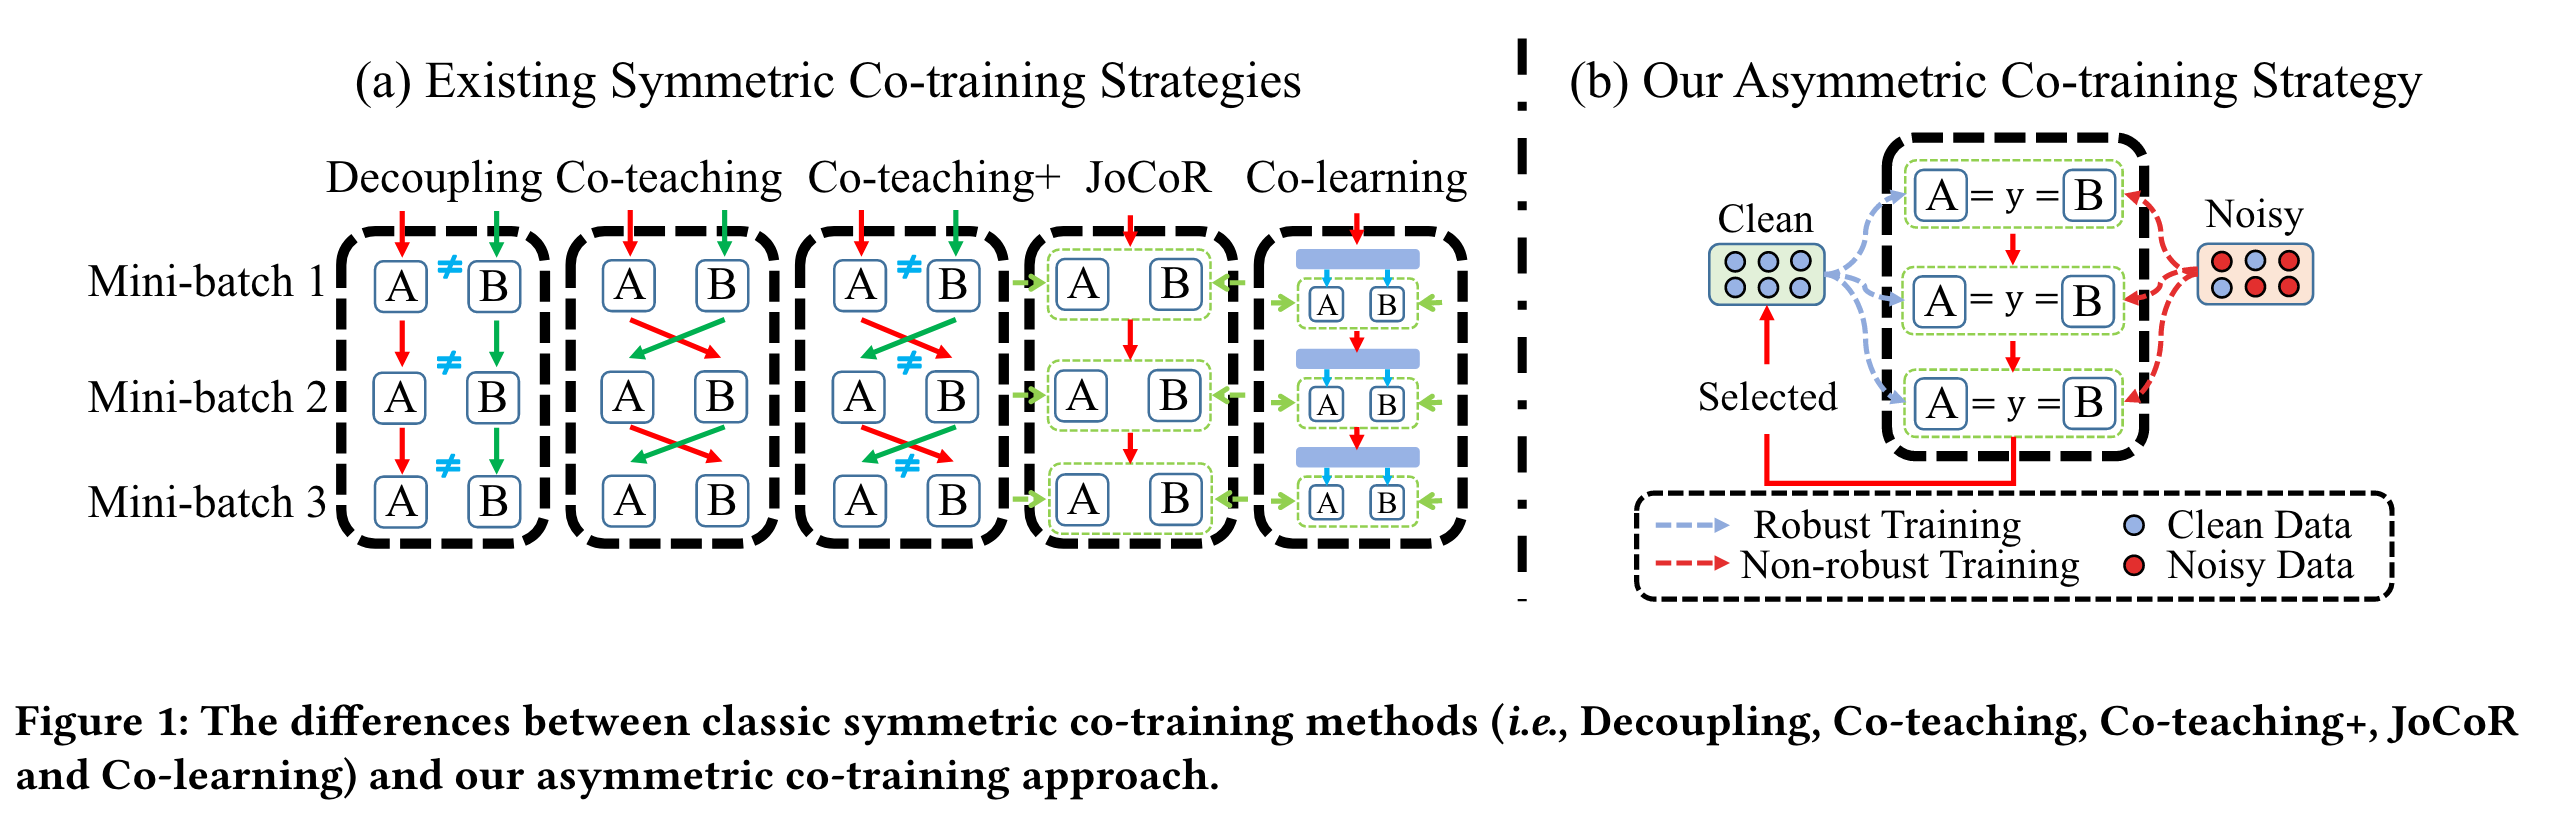 (a) Existing Symmetric Co-training Strategies
Decoupling Co-teaching Co-teaching+ JoCoR Co-learning
Mini-batch 1 A ≠ B A B A ≠ B A B A B
Mini-batch 2 A ≠ B A B A ≠ B A B A B
Mini-batch 3 A ≠ B A B A ≠ B A B A B
(b) Our Asymmetric Co-training Strategy
A = y = B
Clean
Noisy
A = y = B
Selected
A = y = B
Robust Training
Clean Data
Non-robust Training
Noisy Data
Figure 1: The differences between classic symmetric co-training methods (i.e., Decoupling, Co-teaching, Co-teaching+, JoCoR
and Co-learning) and our asymmetric co-training approach.